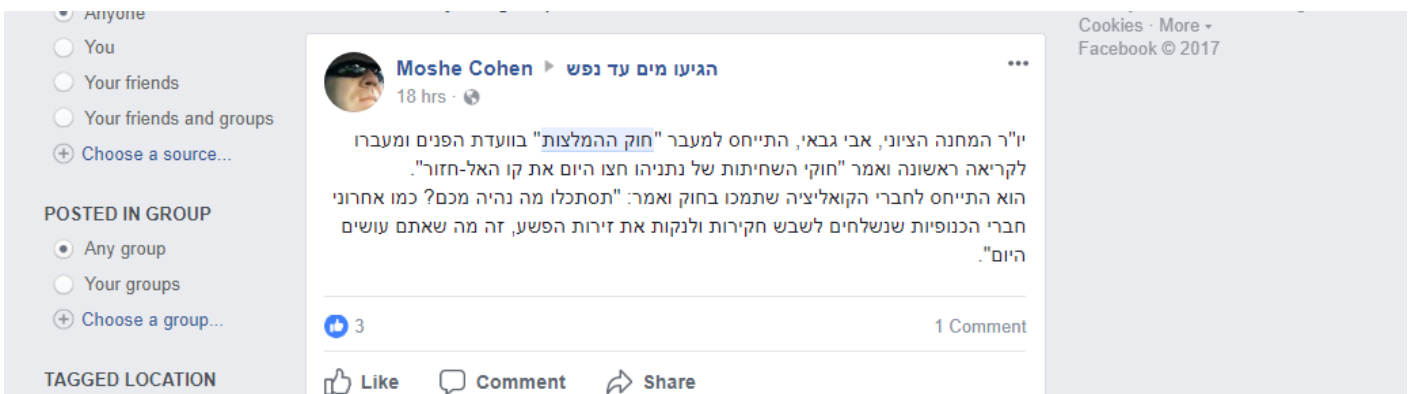 Anyone
You
Your friends
Your friends and groups
Choose a source...
POSTED IN GROUP
Any group
Your groups
Choose a group...
TAGGED LOCATION
Moshe Cohen ▸ הגיעו מים עד נפש
18 hrs ·
יו"ר המחנה הציוני, אבי גבאי, התייחס למעבר "חוק ההמלצות" בוועדת הפנים ומעברו
לקריאה ראשונה ואמר "חוקי השחיתות של נתניהו חצו היום את קו האל-חזור".
הוא התייחס לחברי הקואליציה שתמכו בחוק ואמר: "תסתכלו מה נהיה מכם? כמו אחרוני
חברי הכנופיות שנשלחים לשבש חקירות ולנקות את זירות הפשע, זה מה שאתם עושים
היום".
3
1 Comment
Like Comment Share
Cookies · More
Facebook © 2017